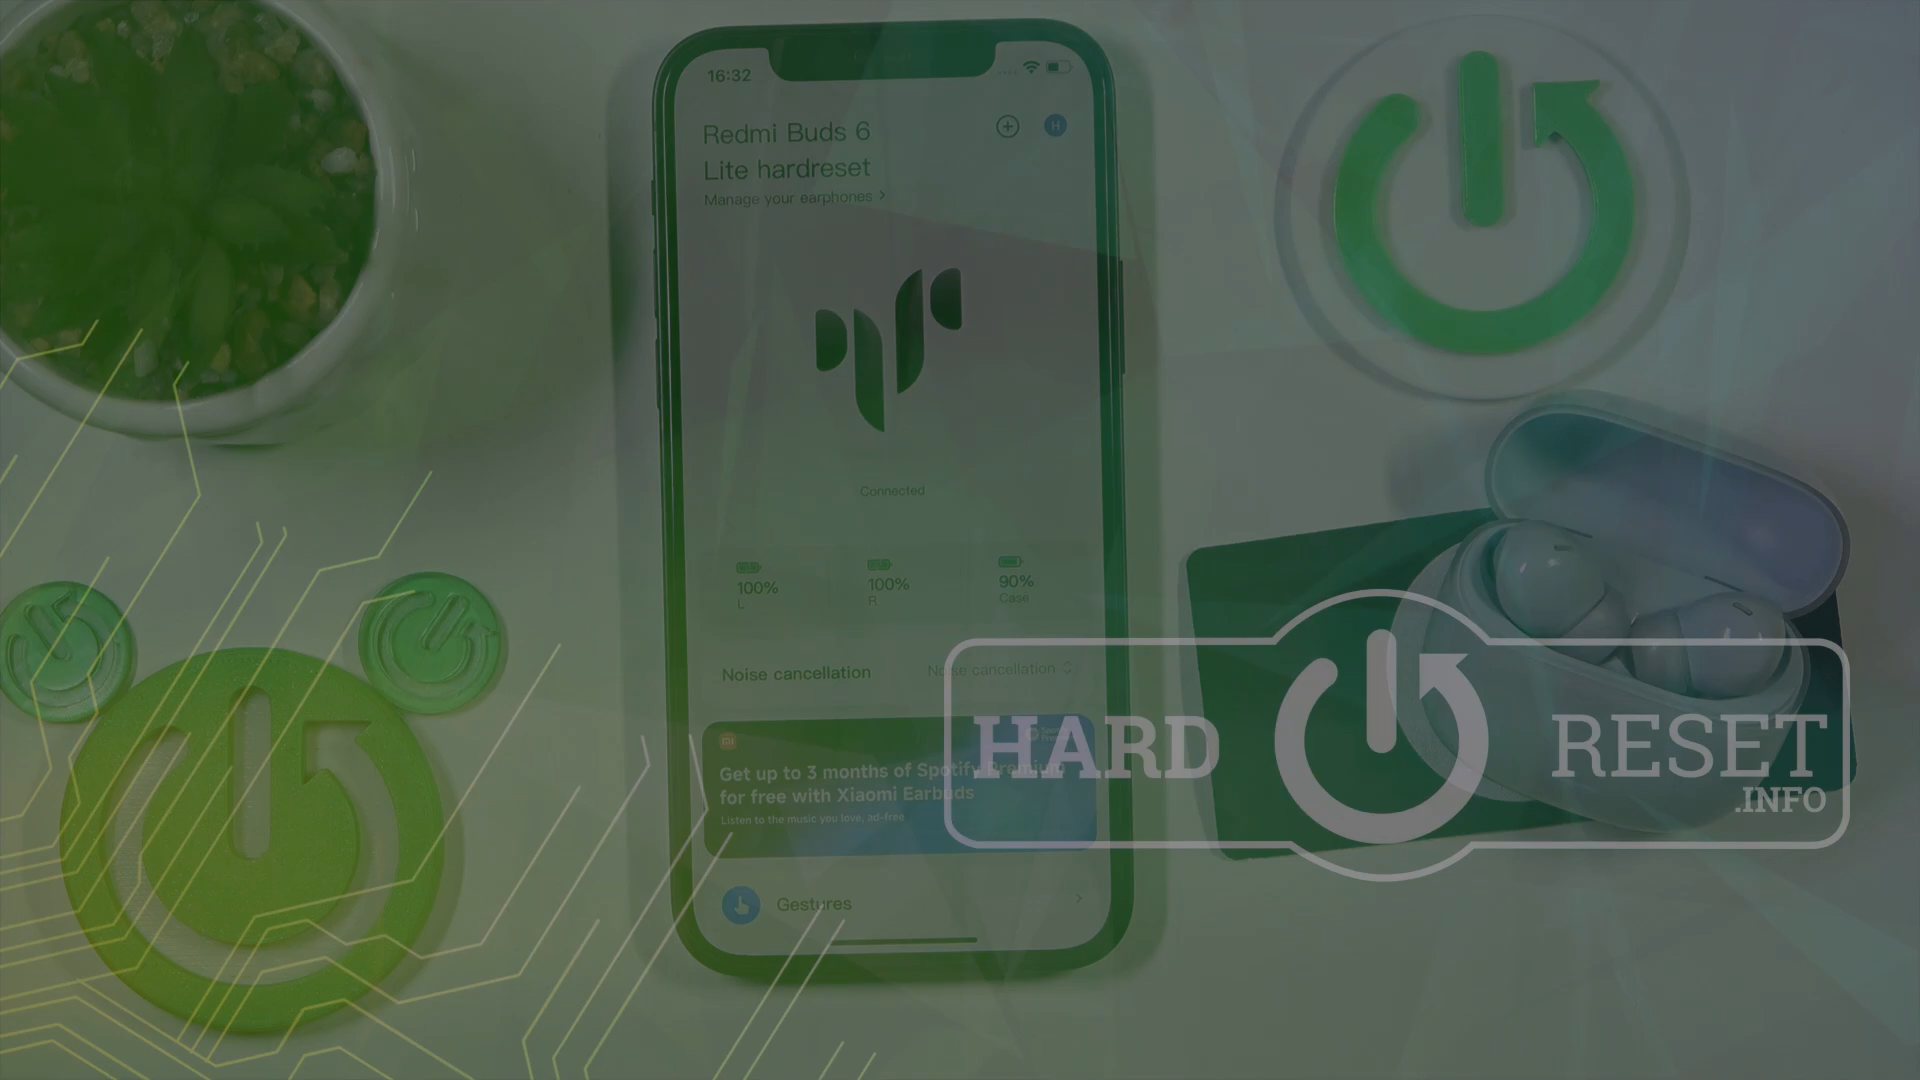 16:32
Redmi Buds 6
Lite hardreset
H
Manage your earphones >
Connected
100%
L
100%
R
90%
Case
Noise cancellation
Noise cancellation
Get up to 3 months of Spotify Premium
for free with Xiaomi Earbuds
Listen to the music you love, ad-free
Gestures
HARD RESET
.INFO